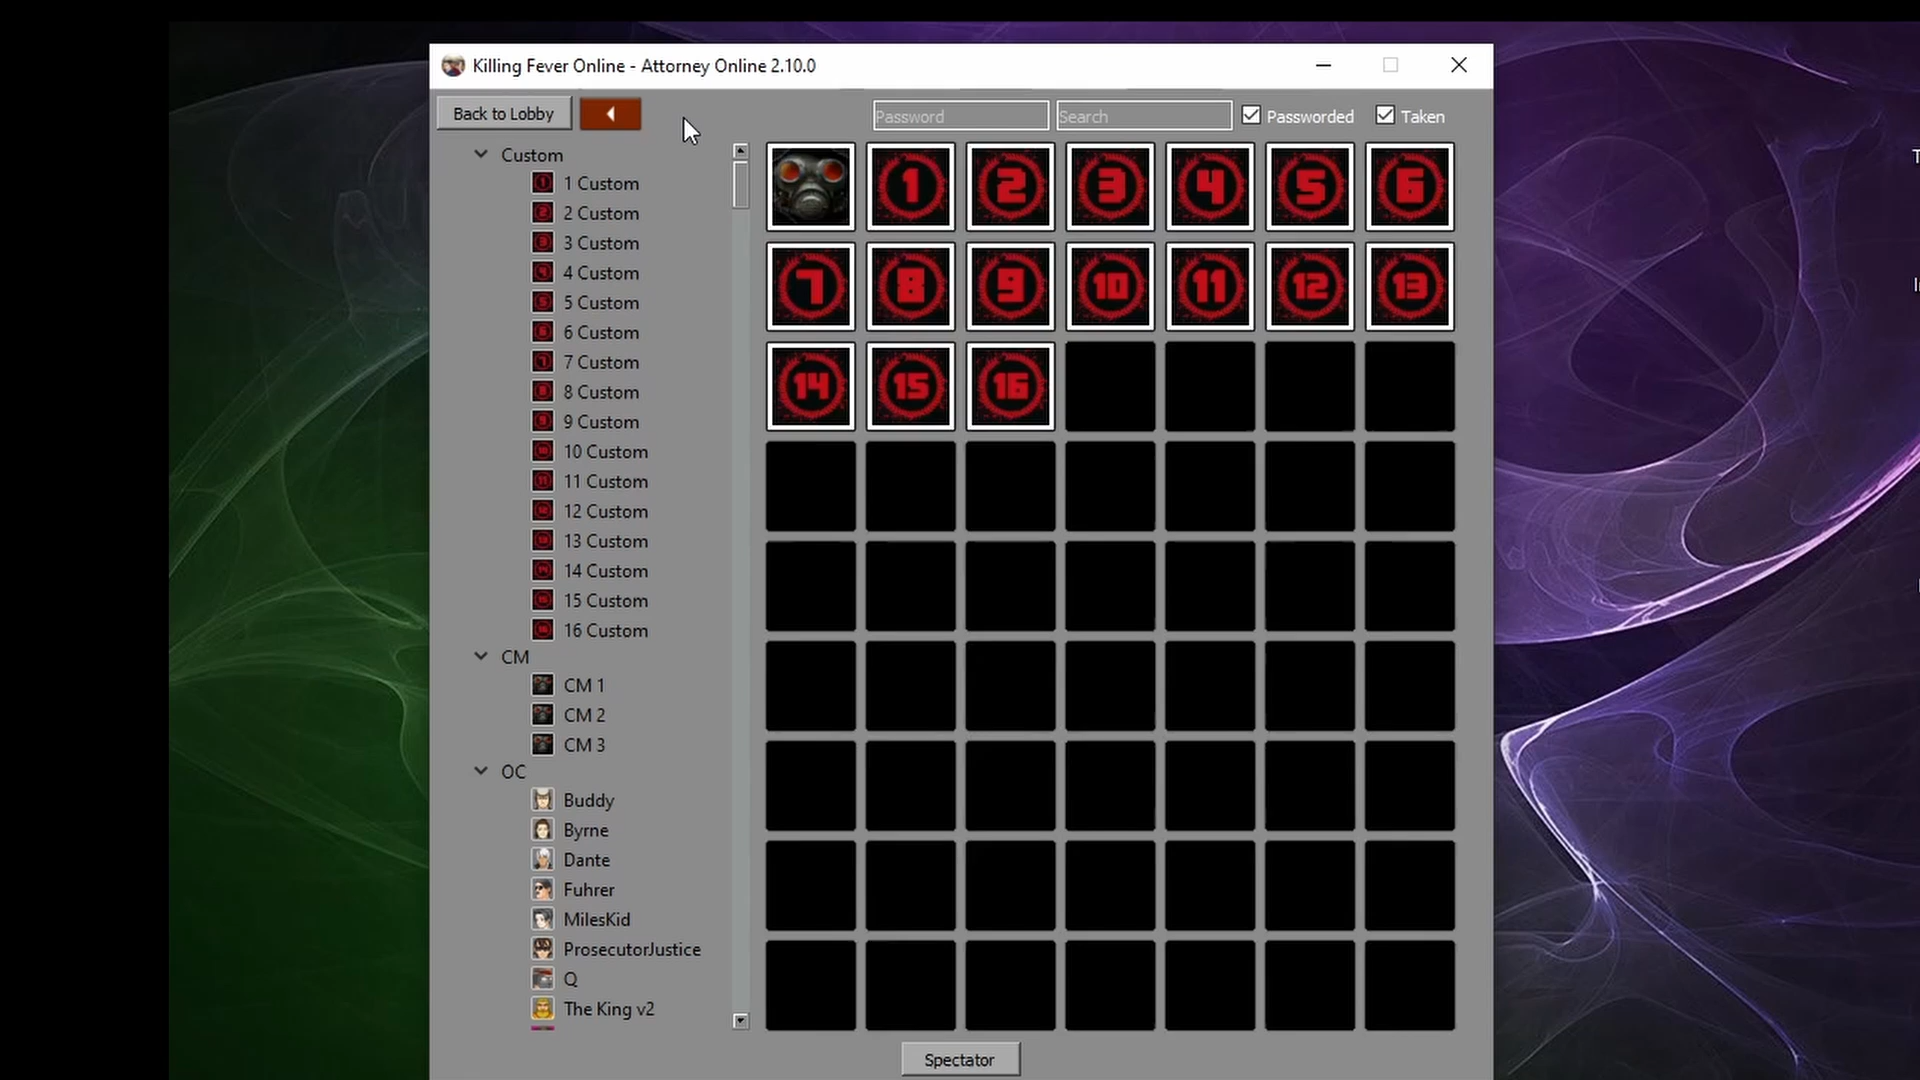 Killing Fever Online - Attorney Online 2.10.0
Back to Lobby
Password
Search
Passworded
Taken
Custom
1 Custom
2 Custom
3 Custom
4 Custom
5 Custom
6 Custom
7 Custom
8 Custom
9 Custom
10 Custom
11 Custom
12 Custom
13 Custom
14 Custom
15 Custom
16 Custom
CM
CM 1
CM 2
CM 3
OC
Buddy
Byrne
Dante
Fuhrer
MilesKid
ProsecutorJustice
Q
The King v2
1 2 3 4 5 6
7 8 9 10 11 12 13
14 15 16
Spectator